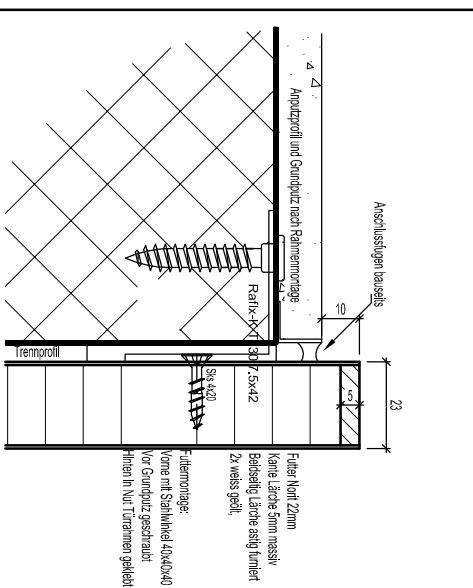 Anputzprofil und Grundputz nach Rahmenmontage
Anschlussfugen bauseits
10
Rafix-K-T 30 7.5x42
Trennprofil
Sks 4x20
5
23
Futter Norit 22mm
Kante Lärche 5mm massiv
Beidseitig Lärche astig furniert
2x weiss geölt,
Futtermontage:
Vorne mit Stahlwinkel 40x40x40
Vor Grundputz geschraubt
Hinten in Nut Türrahmen geklebt